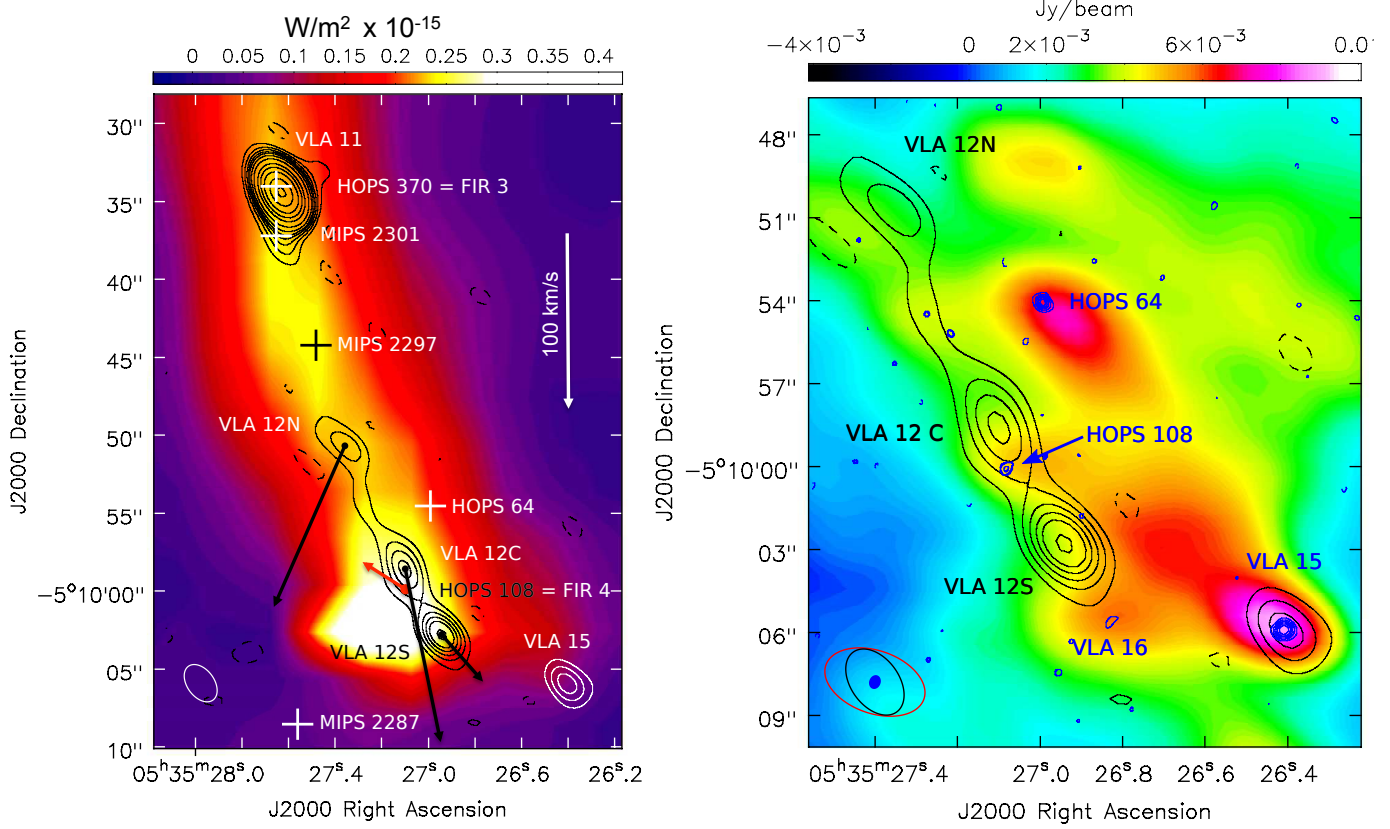 W/m² x 10⁻¹⁵
0 0.05 0.1 0.15 0.2 0.25 0.3 0.35 0.4
30''
35''
40''
45''
50''
55''
−5°10'00''
05''
10''
J2000 Declination
VLA 11
HOPS 370 = FIR 3
MIPS 2301
MIPS 2297
100 km/s
VLA 12N
HOPS 64
VLA 12C
HOPS 108 = FIR 4
VLA 12S
VLA 15
MIPS 2287
05ʰ35ᵐ28ˢ.0 27ˢ.4 27ˢ.0 26ˢ.6 26ˢ.2
J2000 Right Ascension
Jy/beam
−4×10⁻³ 0 2×10⁻³ 6×10⁻³ 0.01
48''
51''
54''
57''
−5°10'00''
03''
06''
09''
J2000 Declination
VLA 12N
HOPS 64
VLA 12 C
HOPS 108
VLA 12S
VLA 15
VLA 16
05ʰ35ᵐ27ˢ.4 27ˢ.0 26ˢ.8 26ˢ.6 26ˢ.4
J2000 Right Ascension